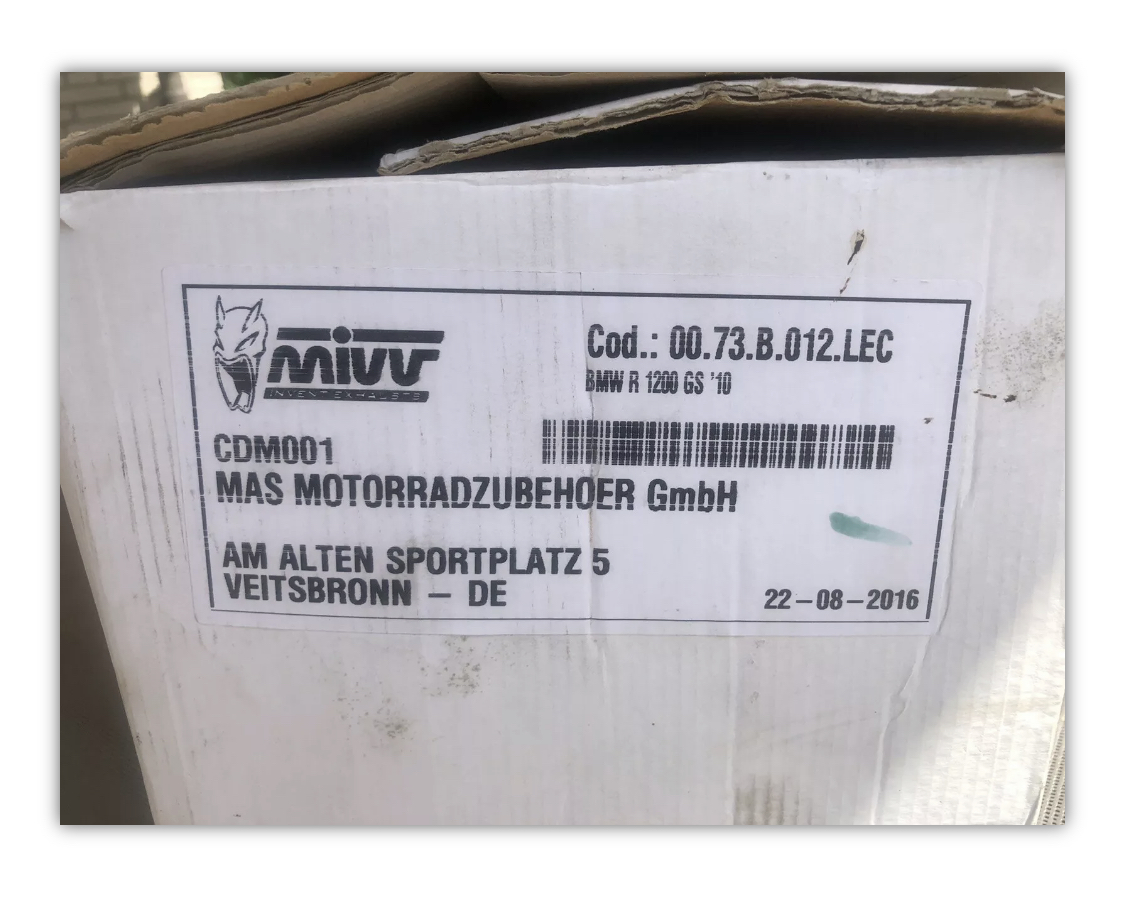 mivv
INVENT EXHAUSTS
Cod.: 00.73.B.012.LEC
BMW R 1200 GS '10
CDM001
MAS MOTORRADZUBEHOER GmbH
AM ALTEN SPORTPLATZ 5
VEITSBRONN – DE
22-08-2016